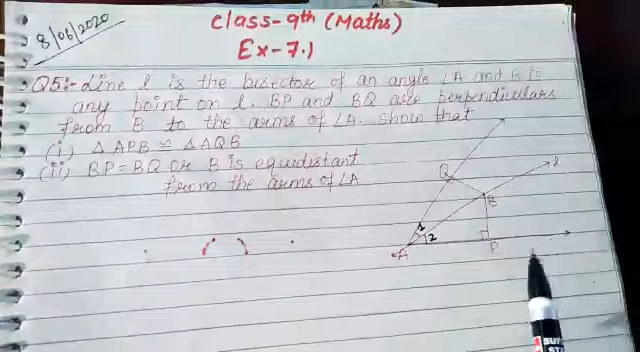 8/06/2020
Class-9th (Maths)
Ex-7.1
Q5:- Line l is the bisector of an angle ∠A and B is
any point on l. BP and BQ are perpendiculars
from B to the arms of ∠A. Show that
(i) △ APB ≅ △AQB
(ii) BP=BQ or B is equidistant
from the arms of ∠A
Q
l
B
1
2
A
P